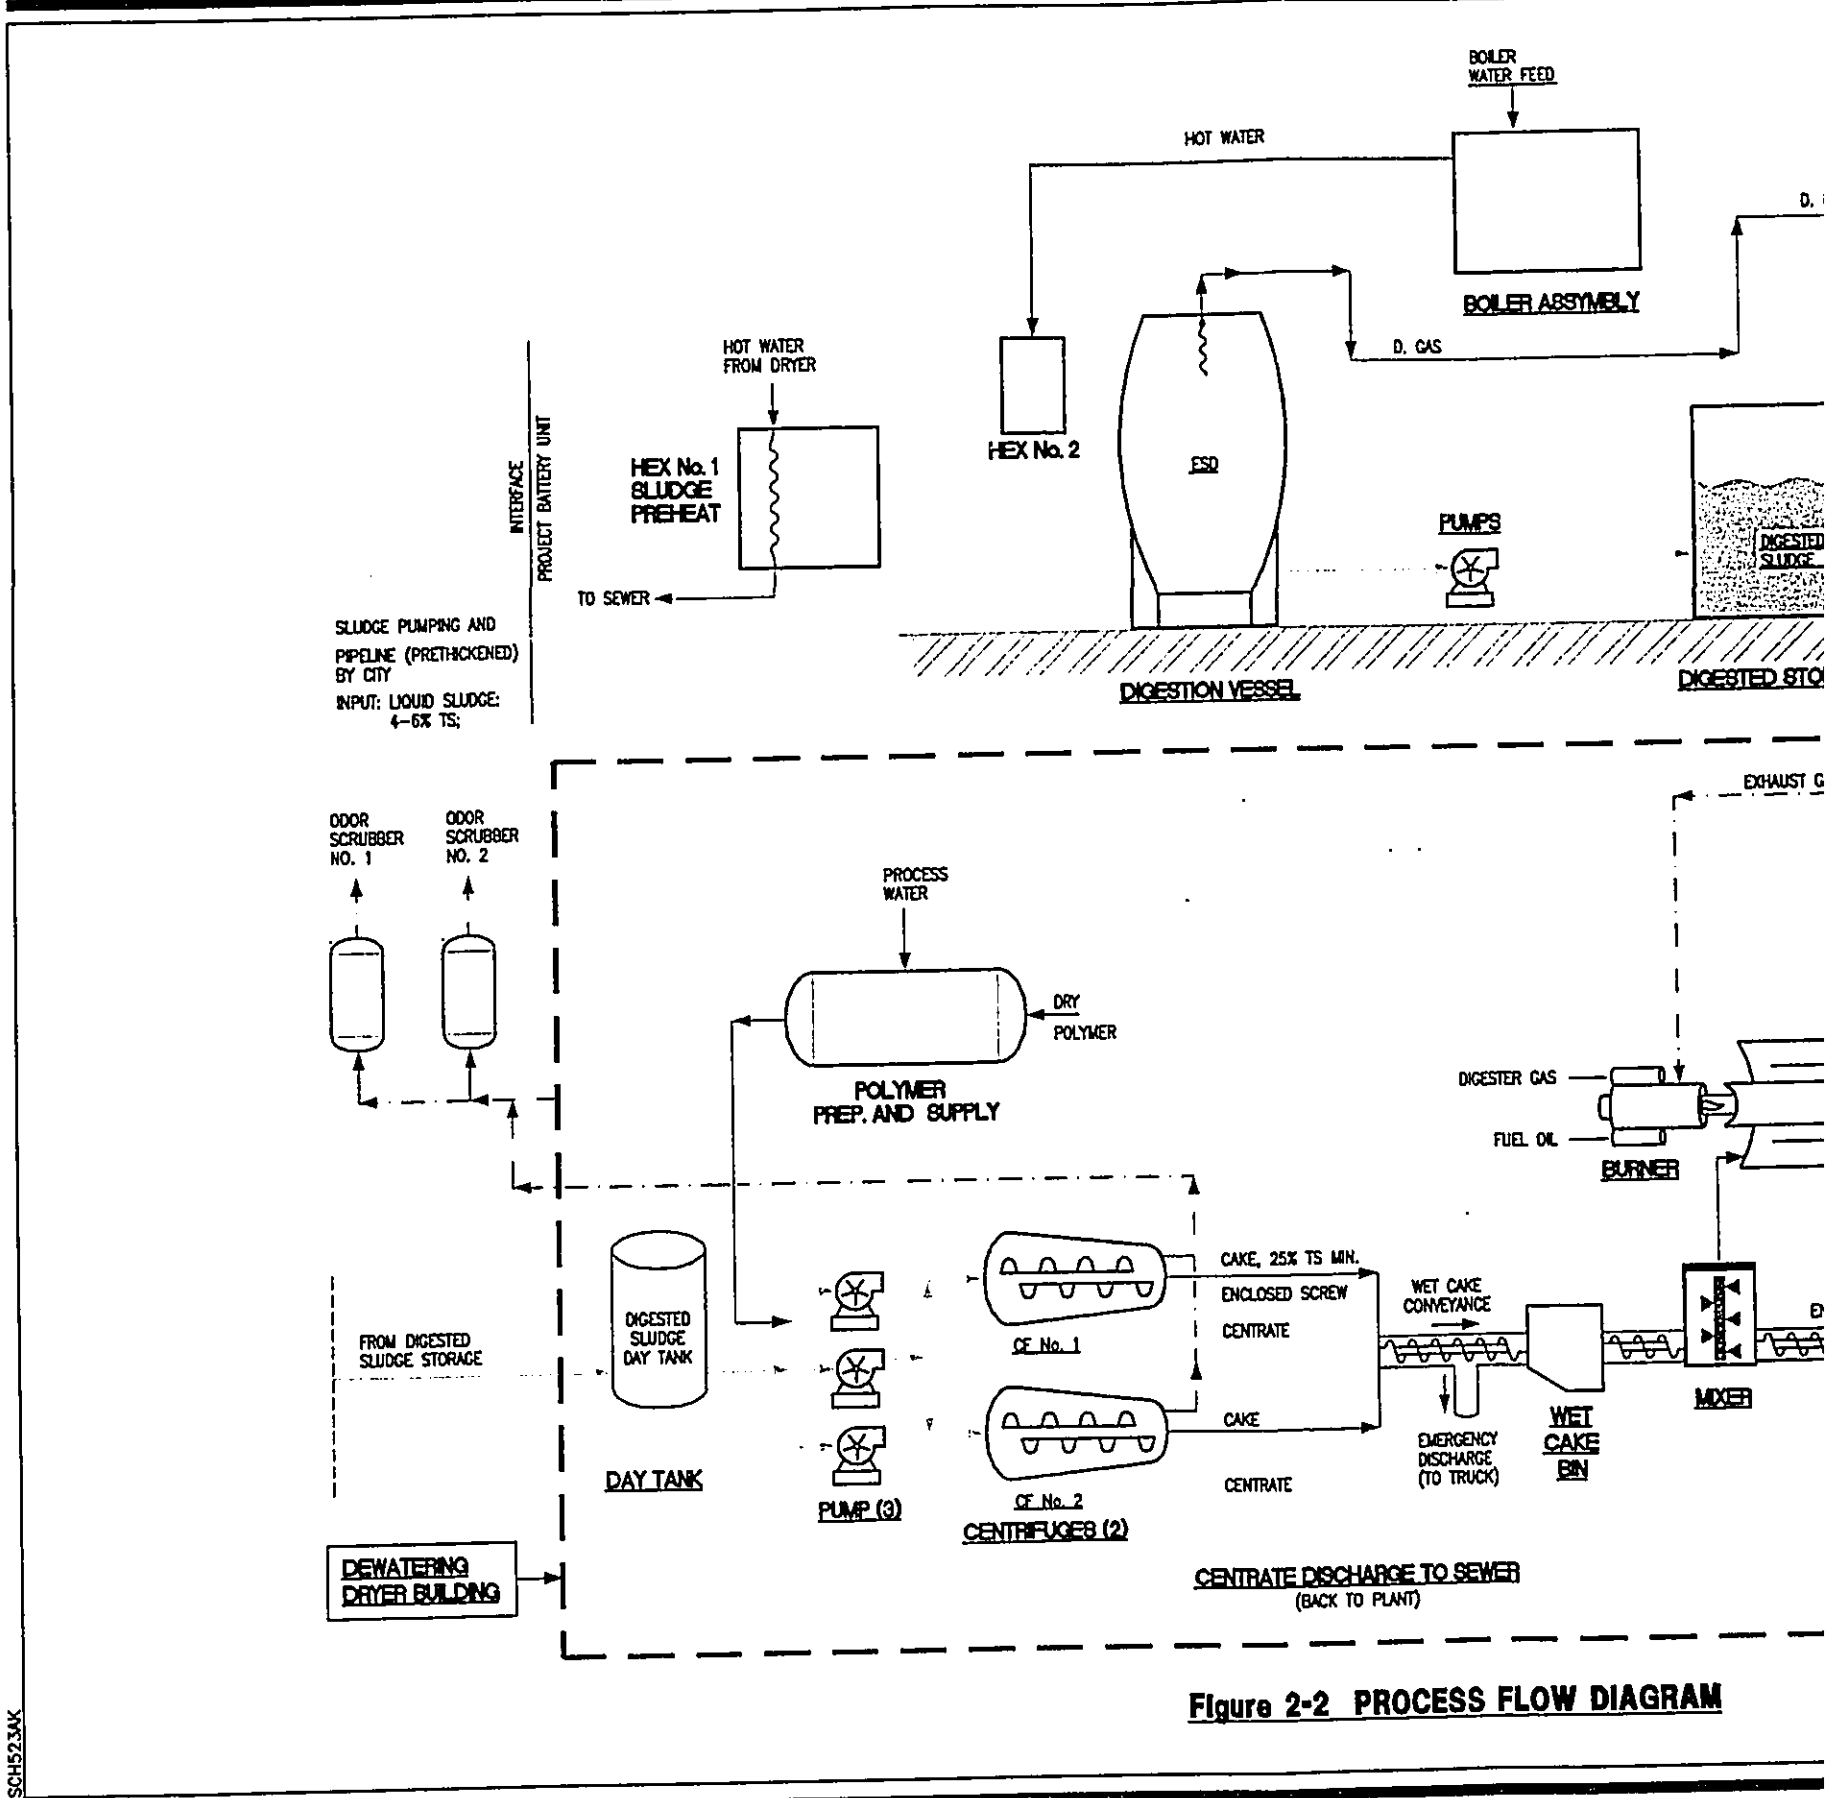 BOILER
WATER FEED
HOT WATER
BOILER ASSYMBLY
D. GAS
HOT WATER
FROM DRYER
HEX No. 1
SLUDGE
PREHEAT
TO SEWER
INTERFACE
PROJECT BATTERY UNIT
HEX No. 2
ESD
PUMPS
DIGESTED
SLUDGE
SLUDGE PUMPING AND
PIPELINE (PRETHICKENED)
BY CITY
INPUT: LIQUID SLUDGE:
4-6% TS;
DIGESTION VESSEL
DIGESTED
EXHAUST
ODOR
SCRUBBER
NO. 1
ODOR
SCRUBBER
NO. 2
PROCESS
WATER
DRY
POLYMER
POLYMER
PREP. AND SUPPLY
DIGESTER GAS
FUEL OIL
BURNER
FROM DIGESTED
SLUDGE STORAGE
DIGESTED
SLUDGE
DAY TANK
DAY TANK
PUMP (3)
CF No. 1
CF No. 2
CENTRIFUGES (2)
CAKE, 25% TS MIN.
ENCLOSED SCREW
CENTRATE
CAKE
CENTRATE
WET CAKE
CONVEYANCE
EMERGENCY
DISCHARGE
(TO TRUCK)
WET
CAKE
BIN
MIXER
DEWATERING
DRYER BUILDING
CENTRATE DISCHARGE TO SEWER
(BACK TO PLANT)
Figure 2-2 PROCESS FLOW DIAGRAM
SCH523AK